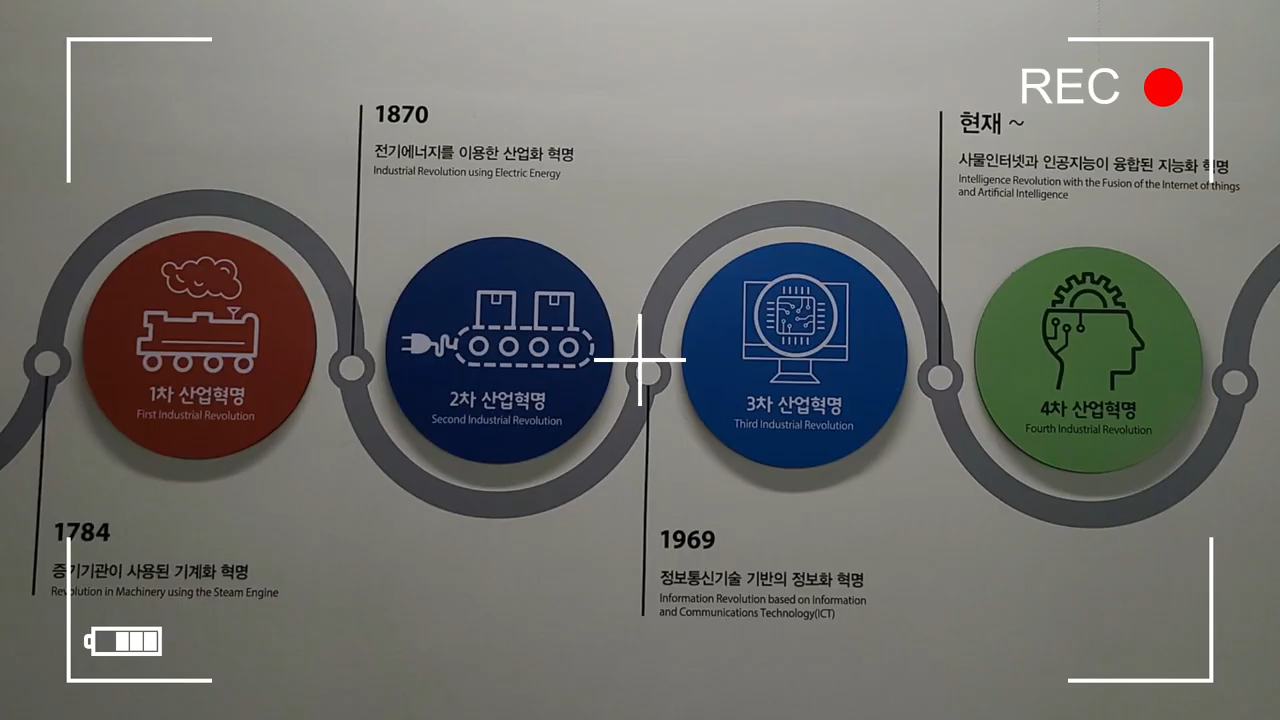 REC
1870
전기에너지를 이용한 산업화 혁명
Industrial Revolution using Electric Energy
현재 ~
사물인터넷과 인공지능이 융합된 지능화 혁명
Intelligence Revolution with the Fusion of the Internet of things
and Artificial Intelligence
1차 산업혁명
First Industrial Revolution
2차 산업혁명
Second Industrial Revolution
3차 산업혁명
Third Industrial Revolution
4차 산업혁명
Fourth Industrial Revolution
1784
증기기관이 사용된 기계화 혁명
Revolution in Machinery using the Steam Engine
1969
정보통신기술 기반의 정보화 혁명
Information Revolution based on Information
and Communications Technology(ICT)